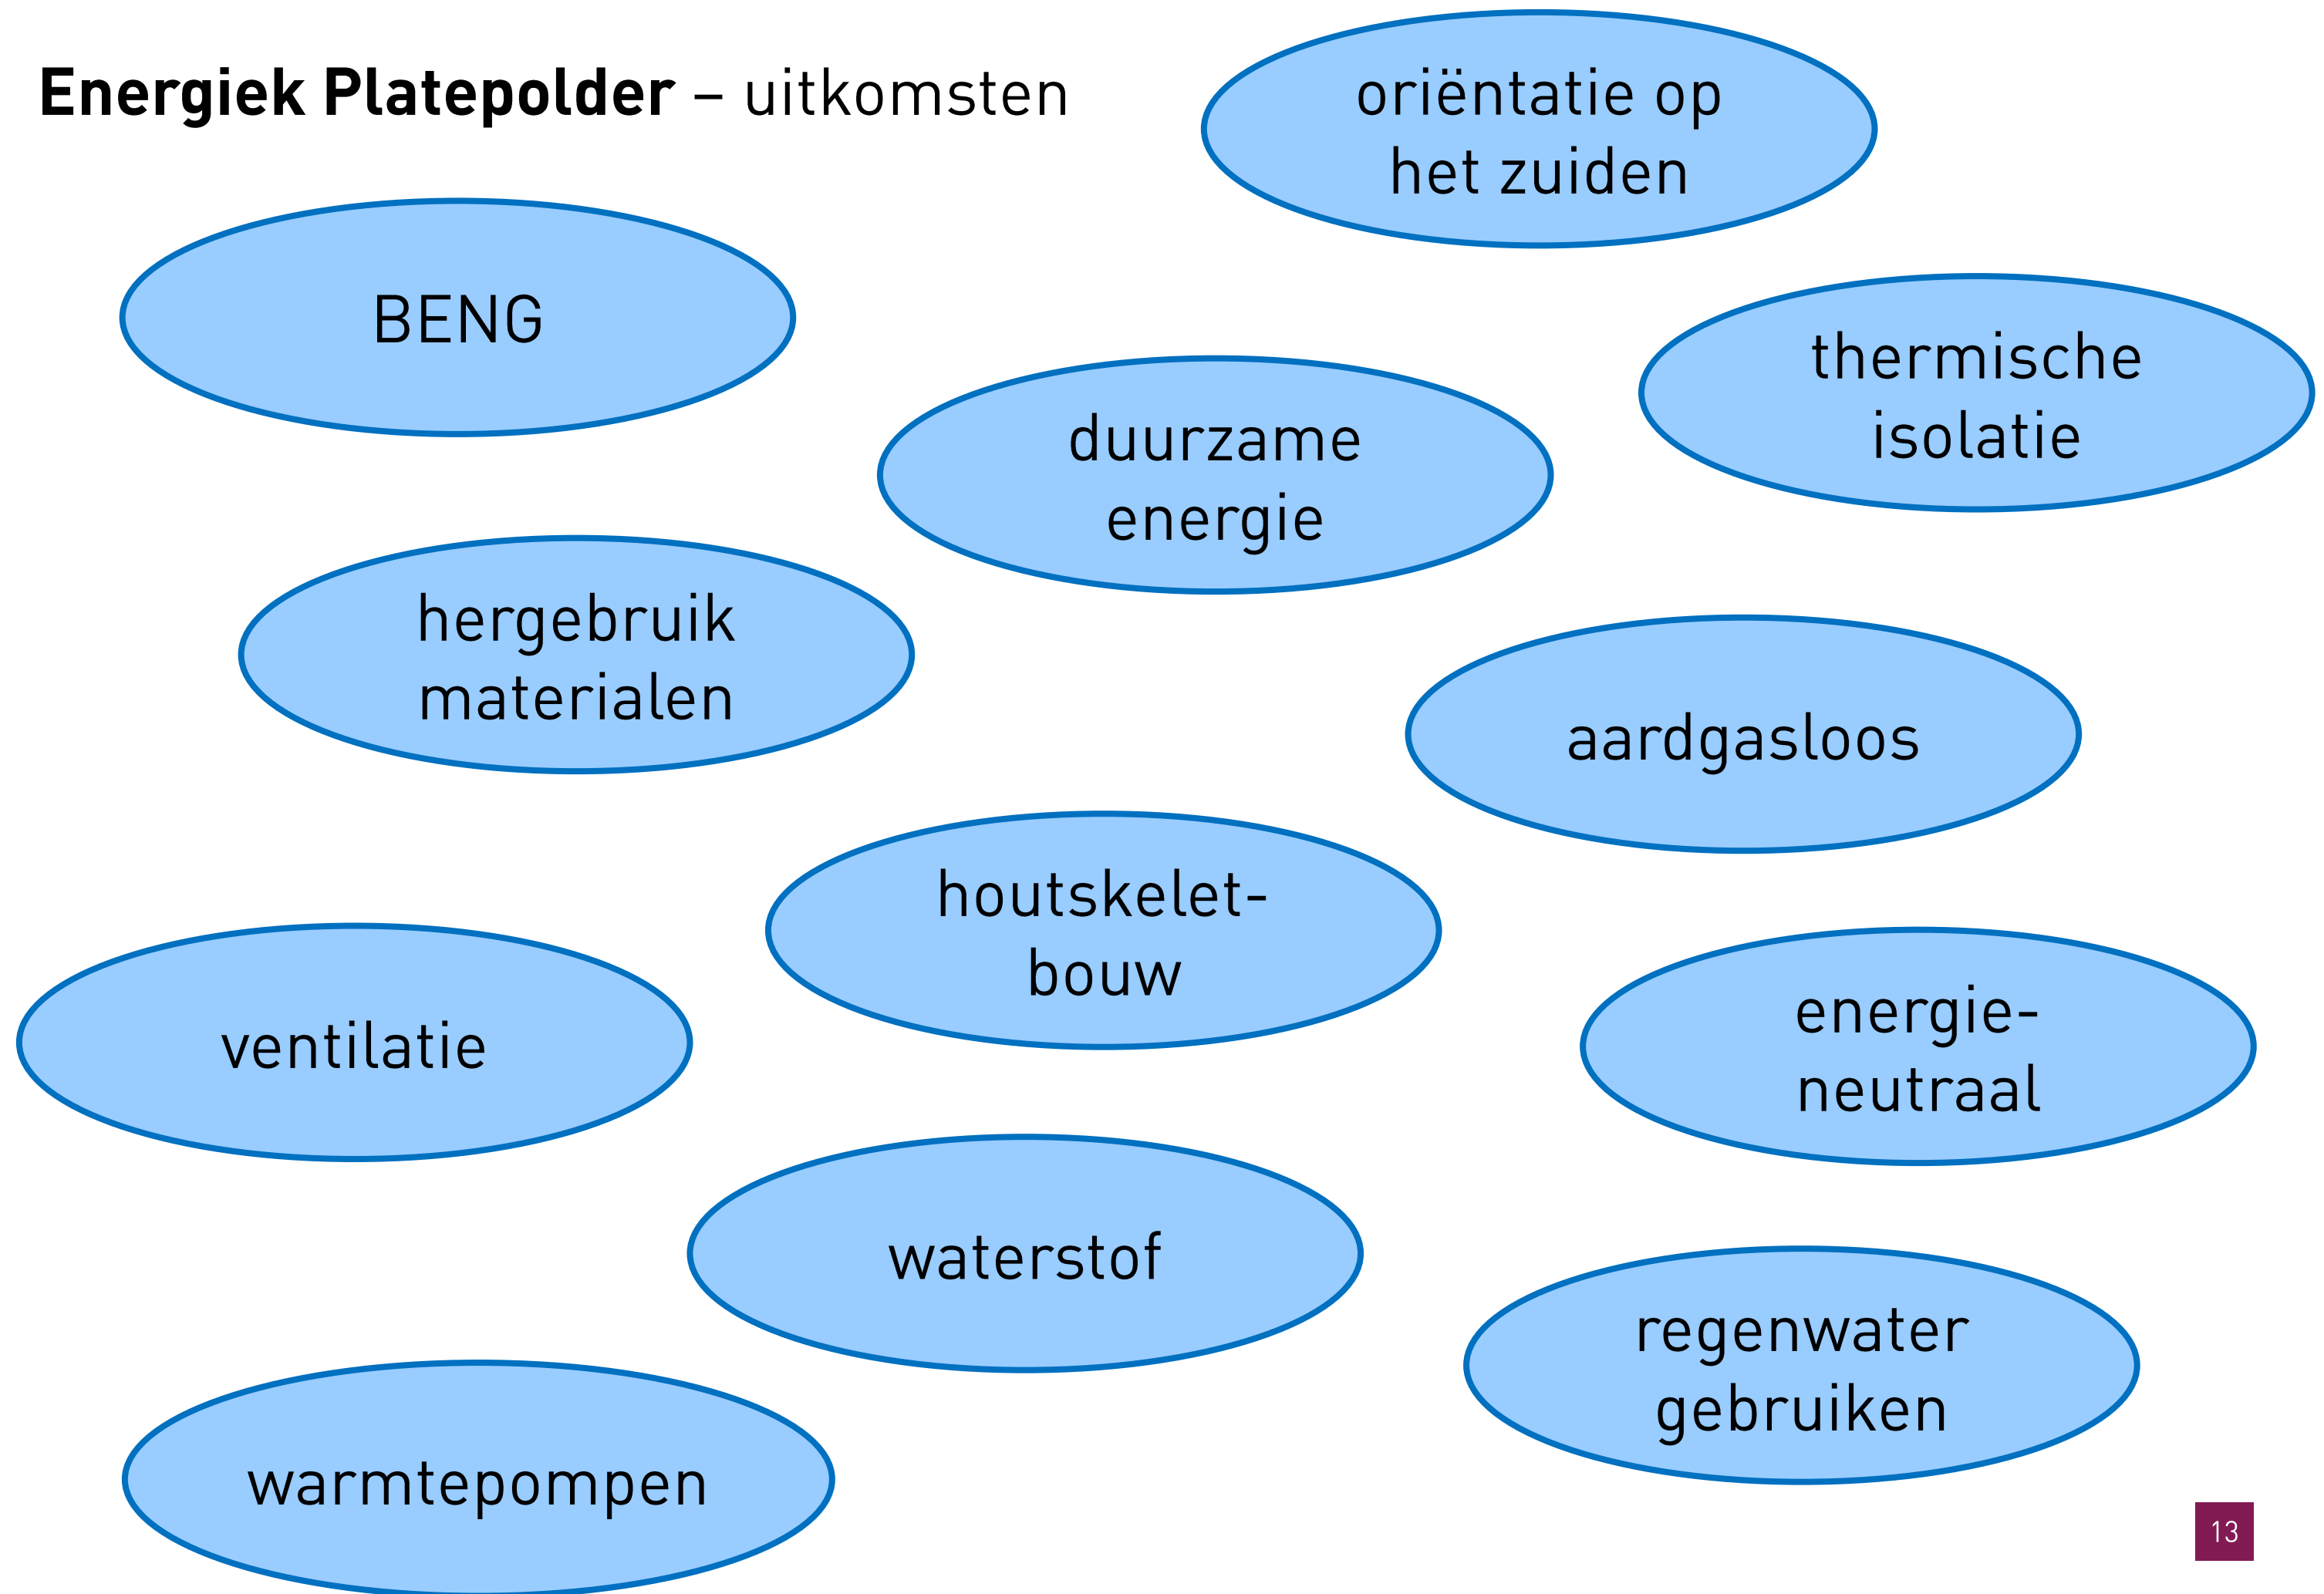 Energiek Platepolder – uitkomsten
oriëntatie op
het zuiden
BENG
thermische
isolatie
duurzame
energie
hergebruik
materialen
aardgasloos
houtskelet-
bouw
ventilatie
energie-
neutraal
waterstof
regenwater
gebruiken
warmtepompen
13